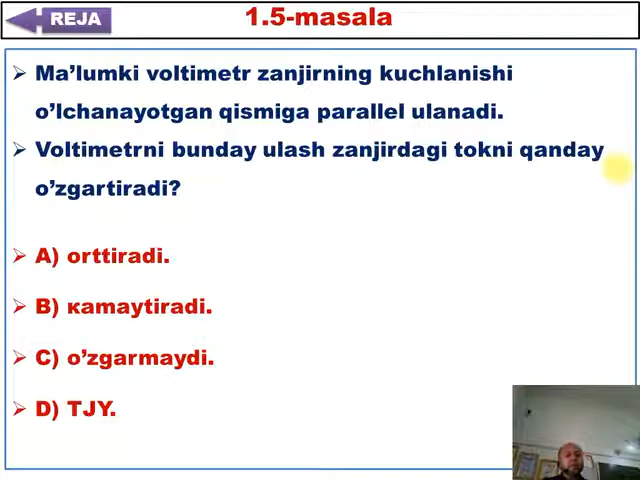 REJA
1.5-masala
Ma’lumki voltimetr zanjirning kuchlanishi
o’lchanayotgan qismiga parallel ulanadi.
Voltimetrni bunday ulash zanjirdagi tokni qanday
o’zgartiradi?
A) orttiradi.
B) кamaytiradi.
C) o’zgarmaydi.
D) TJY.